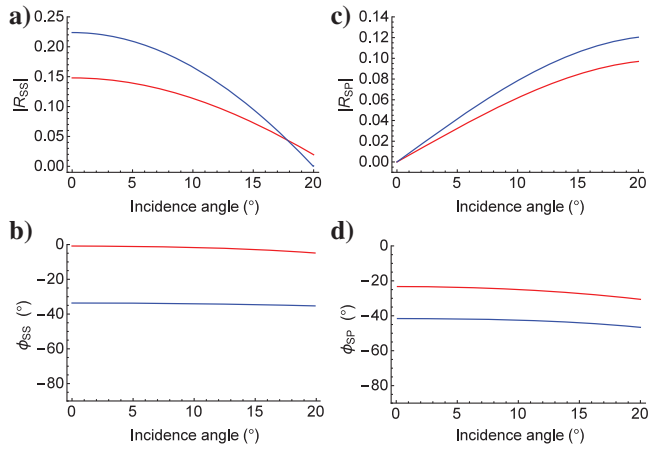 a)
|R_SS|
0.25
0.20
0.15
0.10
0.05
0.00
0 5 10 15 20
Incidence angle (°)
c)
|R_SP|
0.14
0.12
0.10
0.08
0.06
0.04
0.02
0.00
0 5 10 15 20
Incidence angle (°)
b)
ϕ_SS (°)
0
−20
−40
−60
−80
0 5 10 15 20
Incidence angle (°)
d)
ϕ_SP (°)
0
−20
−40
−60
−80
0 5 10 15 20
Incidence angle (°)